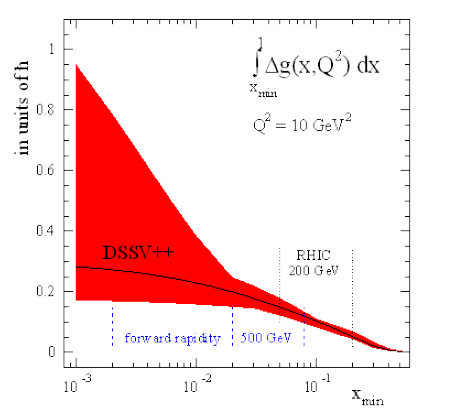 1
∫ Δg(x,Q²) dx
x_min
Q² = 10 GeV²
in units of h
1
0.8
0.6
0.4
0.2
0
DSSV++
RHIC
200 GeV
forward rapidity
500 GeV
10⁻³
10⁻²
10⁻¹
x_min